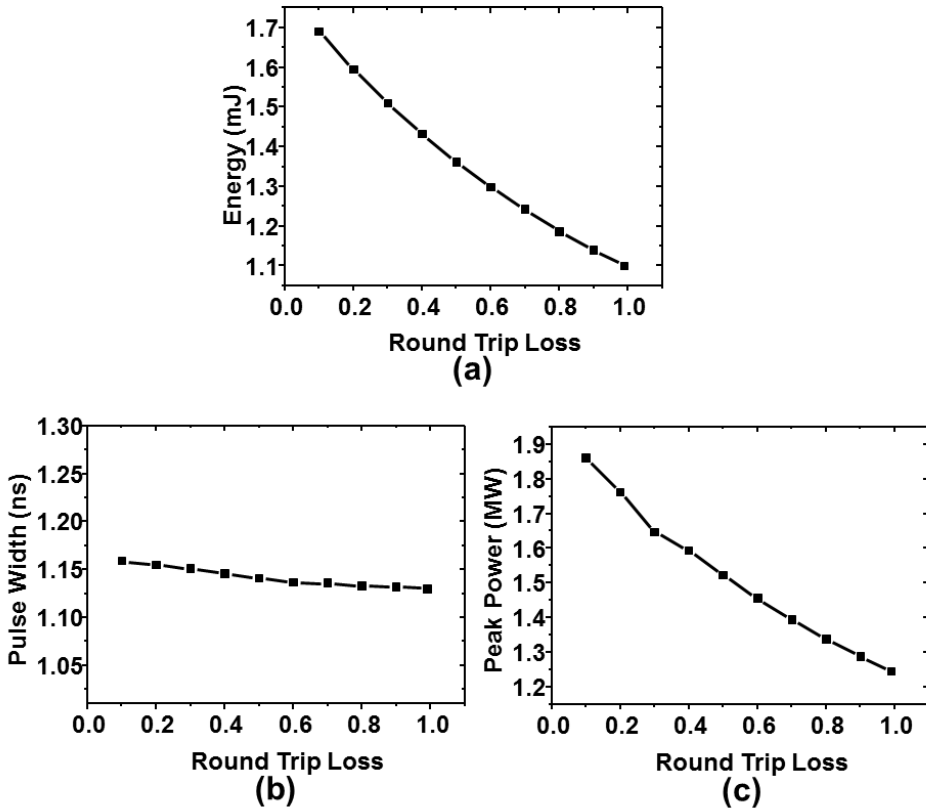 Energy (mJ)
1.7
1.6
1.5
1.4
1.3
1.2
1.1
0.0 0.2 0.4 0.6 0.8 1.0
Round Trip Loss
(a)
Pulse Width (ns)
1.30
1.25
1.20
1.15
1.10
1.05
0.0 0.2 0.4 0.6 0.8 1.0
Round Trip Loss
(b)
Peak Power (MW)
1.9
1.8
1.7
1.6
1.5
1.4
1.3
1.2
0.0 0.2 0.4 0.6 0.8 1.0
Round Trip Loss
(c)